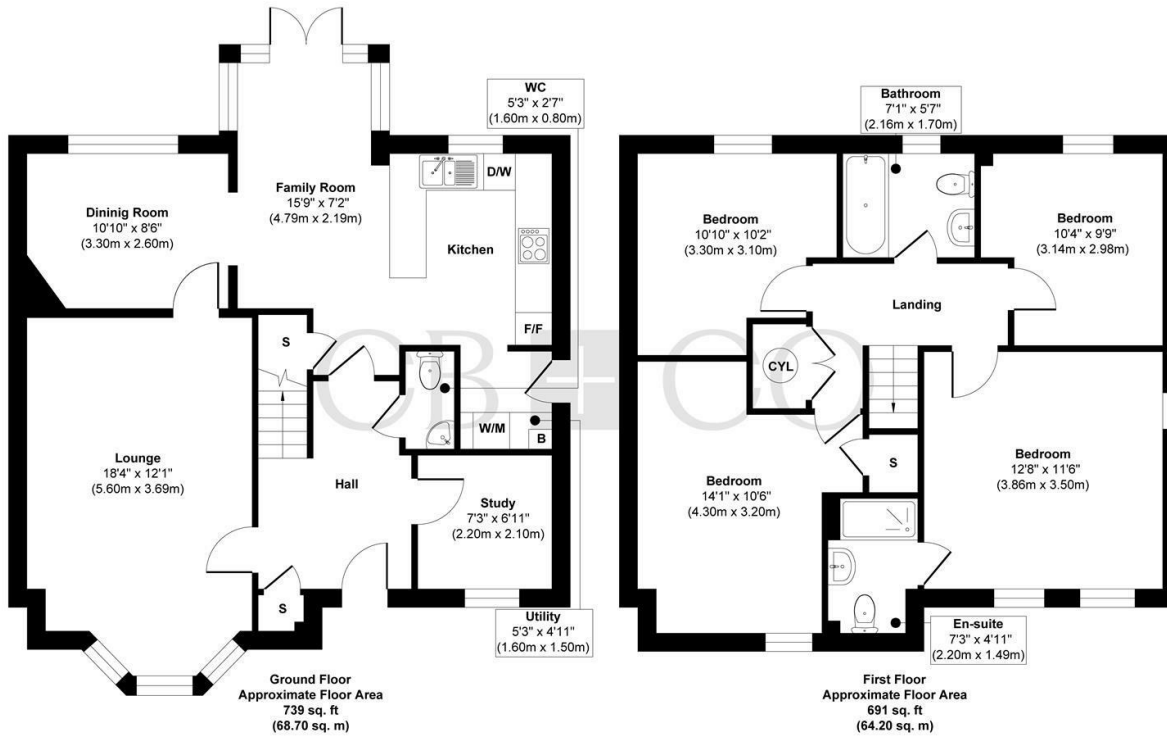 WC
5'3" x 2'7"
(1.60m x 0.80m)
D/W
Family Room
15'9" x 7'2"
(4.79m x 2.19m)
Dininig Room
10'10" x 8'6"
(3.30m x 2.60m)
Kitchen
F/F
S
W/M
B
Lounge
18'4" x 12'1"
(5.60m x 3.69m)
Hall
Study
7'3" x 6'11"
(2.20m x 2.10m)
S
Utility
5'3" x 4'11"
(1.60m x 1.50m)
Ground Floor
Approximate Floor Area
739 sq. ft
(68.70 sq. m)
Bathroom
7'1" x 5'7"
(2.16m x 1.70m)
Bedroom
10'10" x 10'2"
(3.30m x 3.10m)
Bedroom
10'4" x 9'9"
(3.14m x 2.98m)
Landing
CYL
S
Bedroom
14'1" x 10'6"
(4.30m x 3.20m)
Bedroom
12'8" x 11'6"
(3.86m x 3.50m)
En-suite
7'3" x 4'11"
(2.20m x 1.49m)
First Floor
Approximate Floor Area
691 sq. ft
(64.20 sq. m)
CB + CO